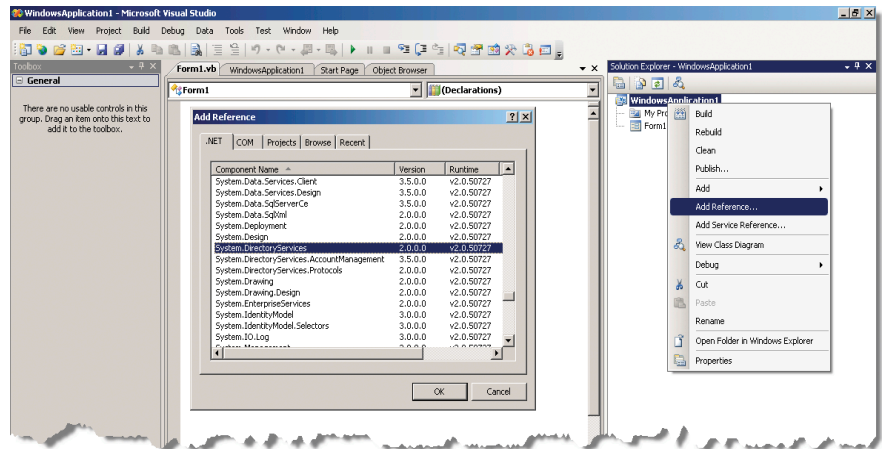 WindowsApplication1 - Microsoft Visual Studio
File Edit View Project Build Debug Data Tools Test Window Help
Toolbox
General
There are no usable controls in this
group. Drag an item onto this text to
add it to the toolbox.
Form1.vb WindowsApplication1 Start Page Object Browser
Form1 (Declarations)
Add Reference
.NET COM Projects Browse Recent
Component Name Version Runtime
System.Data.Services.Client 3.5.0.0 v2.0.50727
System.Data.Services.Design 3.5.0.0 v2.0.50727
System.Data.SqlServerCe 3.5.0.0 v2.0.50727
System.Data.SqlXml 2.0.0.0 v2.0.50727
System.Deployment 2.0.0.0 v2.0.50727
System.Design 2.0.0.0 v2.0.50727
System.DirectoryServices 2.0.0.0 v2.0.50727
System.DirectoryServices.AccountManagement 3.5.0.0 v2.0.50727
System.DirectoryServices.Protocols 2.0.0.0 v2.0.50727
System.Drawing 2.0.0.0 v2.0.50727
System.Drawing.Design 2.0.0.0 v2.0.50727
System.EnterpriseServices 2.0.0.0 v2.0.50727
System.IdentityModel 3.0.0.0 v2.0.50727
System.IdentityModel.Selectors 3.0.0.0 v2.0.50727
System.IO.Log 3.0.0.0 v2.0.50727
System.Management 2.0.0.0 v2.0.50727
OK Cancel
Solution Explorer - WindowsApplication1
WindowsApplication1
My Pro
Form1
Build
Rebuild
Clean
Publish...
Add
Add Reference...
Add Service Reference...
View Class Diagram
Debug
Cut
Paste
Rename
Open Folder in Windows Explorer
Properties